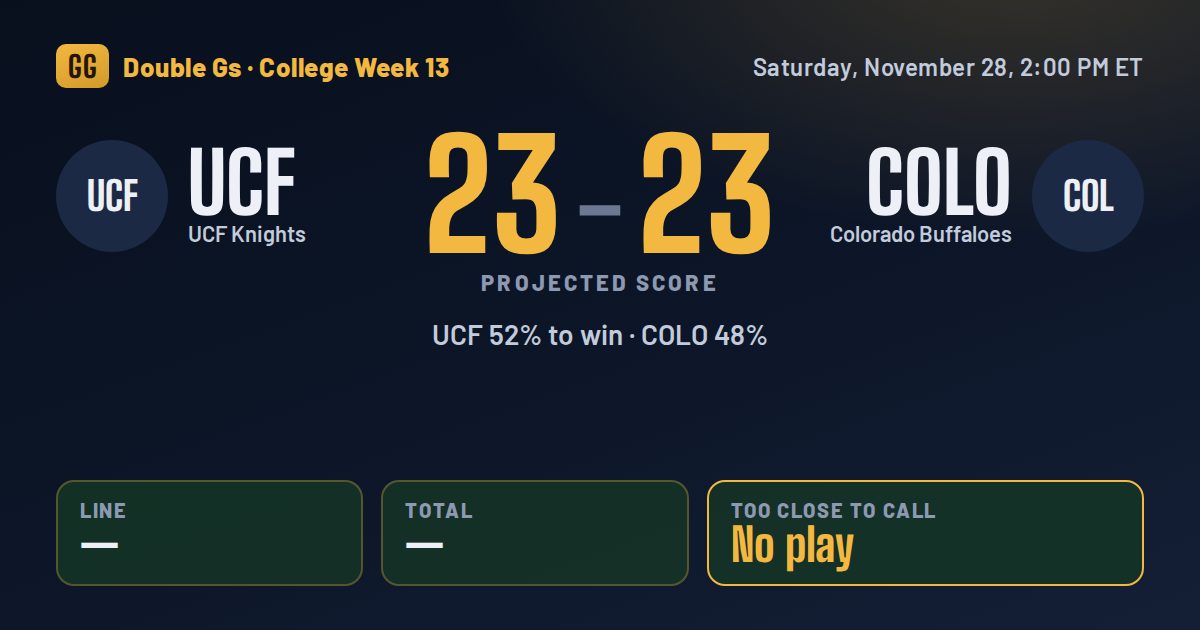 GG
Double Gs · College Week 13
Saturday, November 28, 2:00 PM ET
UCF
UCF
UCF Knights
23 – 23
COLO
Colorado Buffaloes
COL
PROJECTED SCORE
UCF 52% to win · COLO 48%
LINE
—
TOTAL
—
TOO CLOSE TO CALL
No play